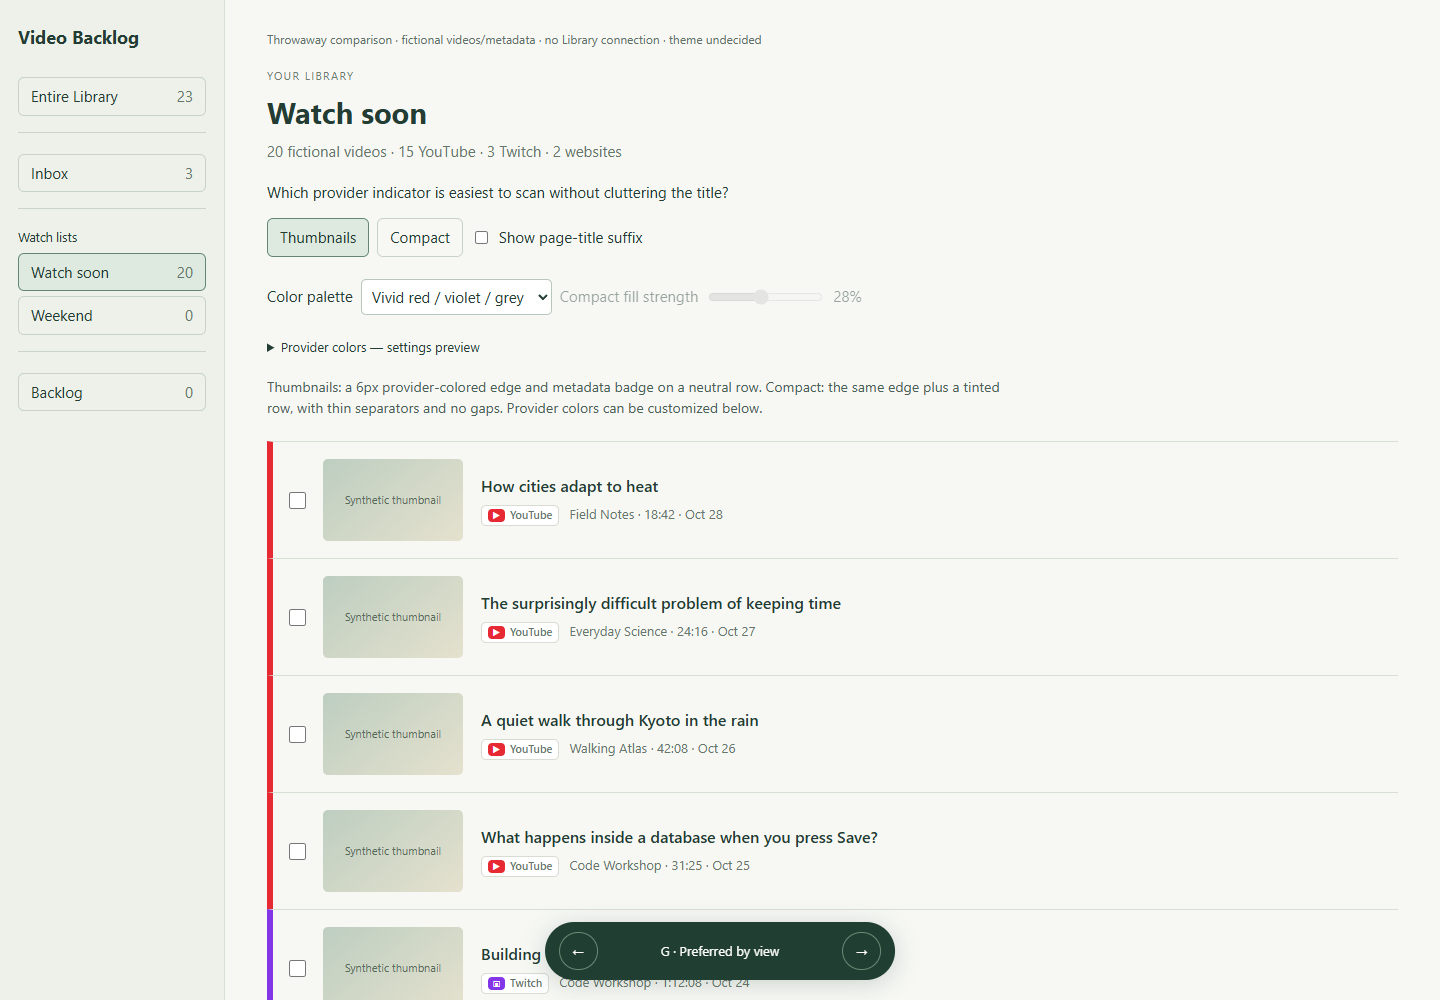 Video Backlog
Entire Library 23
Inbox 3
Watch lists
Watch soon 20
Weekend 0
Backlog 0
Throwaway comparison · fictional videos/metadata · no Library connection · theme undecided
YOUR LIBRARY
Watch soon
20 fictional videos · 15 YouTube · 3 Twitch · 2 websites
Which provider indicator is easiest to scan without cluttering the title?
Thumbnails Compact Show page-title suffix
Color palette Vivid red / violet / grey Compact fill strength 28%
Provider colors — settings preview
Thumbnails: a 6px provider-colored edge and metadata badge on a neutral row. Compact: the same edge plus a tinted
row, with thin separators and no gaps. Provider colors can be customized below.
Synthetic thumbnail
How cities adapt to heat
YouTube Field Notes · 18:42 · Oct 28
Synthetic thumbnail
The surprisingly difficult problem of keeping time
YouTube Everyday Science · 24:16 · Oct 27
Synthetic thumbnail
A quiet walk through Kyoto in the rain
YouTube Walking Atlas · 42:08 · Oct 26
Synthetic thumbnail
What happens inside a database when you press Save?
YouTube Code Workshop · 31:25 · Oct 25
Synthetic thumbnail
Building
Twitch Code Workshop · 1:12:08 · Oct 24
← G · Preferred by view →